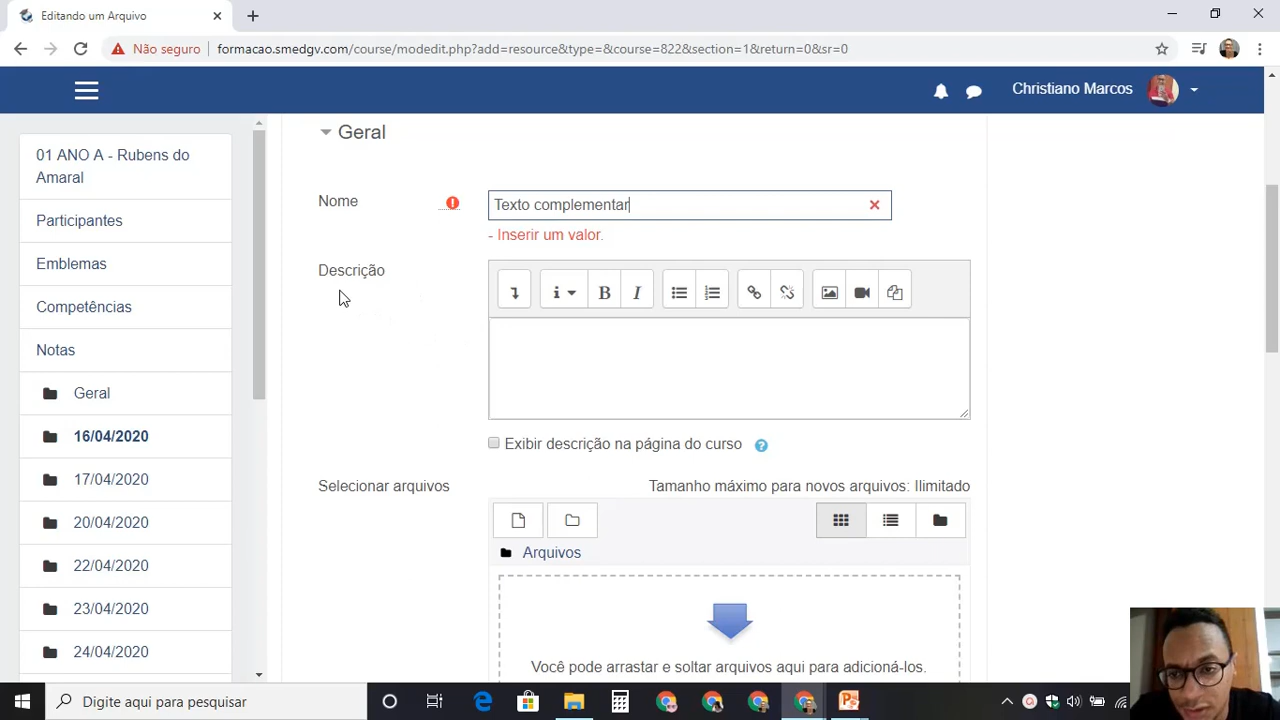 Editando um Arquivo
Não seguro
formacao.smedgv.com/course/modedit.php?add=resource&type=&course=822&section=1&return=0&sr=0
Christiano Marcos
01 ANO A - Rubens do
Amaral
Participantes
Emblemas
Competências
Notas
Geral
16/04/2020
17/04/2020
20/04/2020
22/04/2020
23/04/2020
24/04/2020
Geral
Nome
Texto complementar
- Inserir um valor.
Descrição
Exibir descrição na página do curso
Selecionar arquivos
Tamanho máximo para novos arquivos: Ilimitado
Arquivos
Você pode arrastar e soltar arquivos aqui para adicioná-los.
Digite aqui para pesquisar